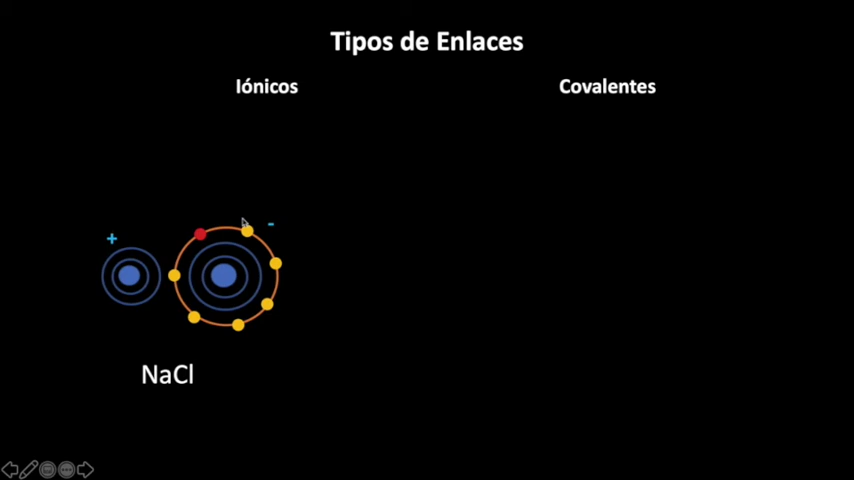 Tipos de Enlaces
Iónicos
Covalentes
+
-
NaCl